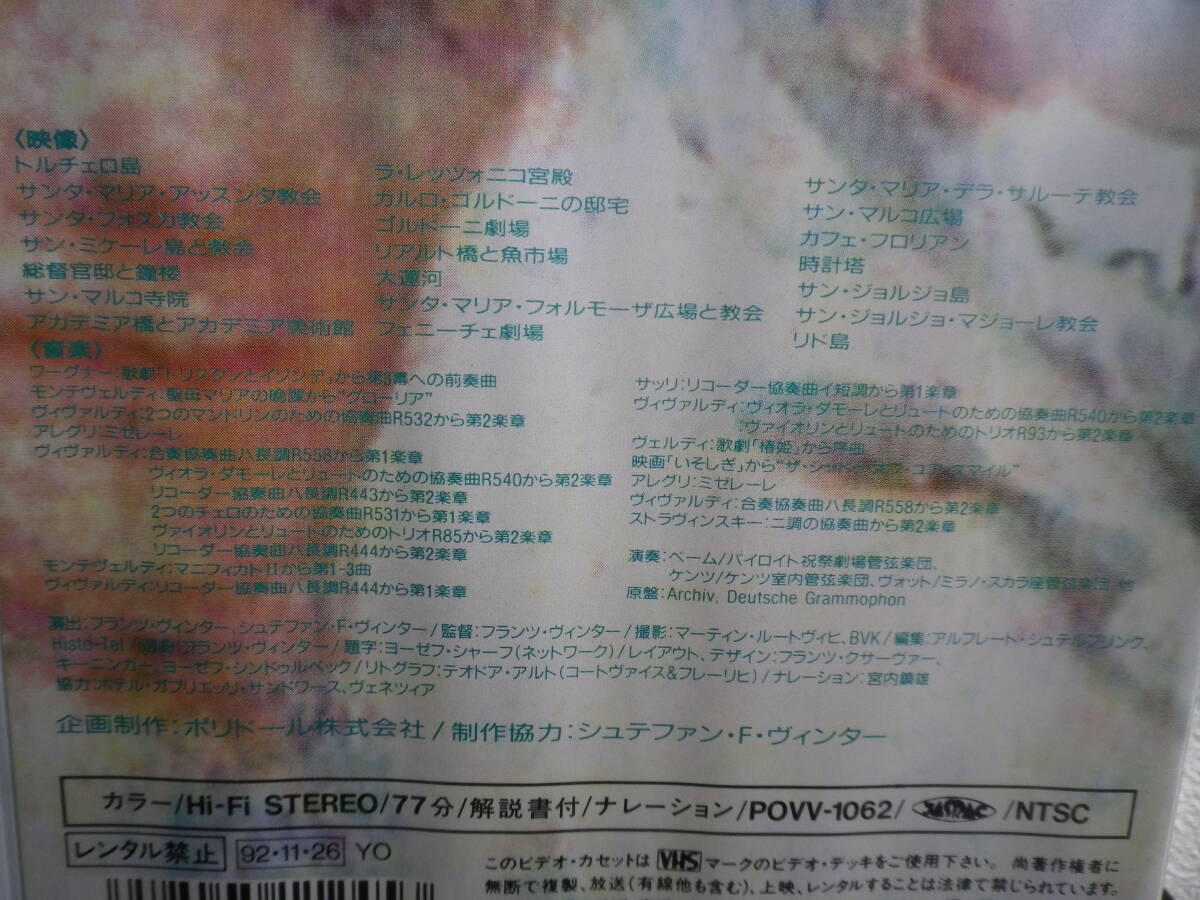 〈映像〉
トルチェロ島
サンタ・マリア・アッスンタ教会
サンタ・フォスカ教会
サン・ミケーレ島と教会
総督官邸と鐘楼
サン・マルコ寺院
アカデミア橋とアカデミア美術館
ラ・レッツォニコ宮殿
カルロ・ゴルドーニの邸宅
ゴルドーニ劇場
リアルト橋と魚市場
大運河
サンタ・マリア・フォルモーザ広場と教会
フェニーチェ劇場
サンタ・マリア・デラ・サルーテ教会
サン・マルコ広場
カフェ・フロリアン
時計塔
サン・ジョルジョ島
サン・ジョルジョ・マジョーレ教会
リド島
〈音楽〉
ワーグナー:歌劇「トリスタンとイゾンデ」から第3幕への前奏曲
モンテヴェルディ:聖母マリアの晩課から“グローリア”
ヴィヴァルディ:2つのマンドリンのための協奏曲R532から第2楽章
アレグリ:ミゼレーレ
ヴィヴァルディ:合奏協奏曲ハ長調R558から第1楽章
ヴィオラ・ダモーレとリュートのための協奏曲R540から第2楽章
リコーダー協奏曲ハ長調R443から第2楽章
2つのチェロのための協奏曲R531から第1楽章
ヴァイオリンとリュートのためのトリオR85から第2楽章
リコーダー協奏曲ハ長調R444から第2楽章
モンテヴェルディ:マニフィカトIIから第1-3曲
ヴィヴァルディ:リコーダー協奏曲ハ長調R444から第1楽章
サッリ:リコーダー協奏曲イ短調から第1楽章
ヴィヴァルディ:ヴィオラ・ダモーレとリュートのための協奏曲R540から第2楽章
:ヴァイオリンとリュートのためのトリオR93から第2楽章
ヴェルディ:歌劇「椿姫」から序曲
映画「いそしぎ」から“ザ・シャドウ・オブ・ユア・スマイル”
アレグリ:ミゼレーレ
ヴィヴァルディ:合奏協奏曲ハ長調R558から第2楽章
ストラヴィンスキー:ニ調の協奏曲から第2楽章
演奏:ベーム/バイロイト祝祭劇場管弦楽団、
ケンツ/ケンツ室内管弦楽団、ヴォット/ミラノ・スカラ座管弦楽団、他
原盤:Archiv, Deutsche Grammophon
演出:フランツ・ヴィンター、シュテファン・F・ヴィンター/監督:フランツ・ヴィンター/撮影:マーティン・ルートヴィヒ、BVK/編集:アルフレート・シュテルプリンク、
Histo-Tel/選曲:フランツ・ヴィンター/題字:ヨーゼフ・シャーフ(ネットワーク)/レイアウト、デザイン:フランツ・クサーヴァー、
キーニンガー、ヨーゼフ・シンドゥルベック/リトグラフ:テオドア・アルト(コートヴァイス&フレーリヒ)/ナレーション:宮内鎮雄
協力:ホテル・ガブリエッリ・サンドワース、ヴェネツィア
企画制作:ポリドール株式会社/制作協力:シュテファン・F・ヴィンター
カラー/Hi-Fi STEREO/77分/解説書付/ナレーション/POVV-1062/JASRAC/NTSC
レンタル禁止 92・11・26 YO
このビデオ・カセットは VHS マークのビデオ・デッキをご使用下さい。尚著作権者に
無断で複製、放送(有線他も含む)、上映、レンタルすることは法律で禁じられています。